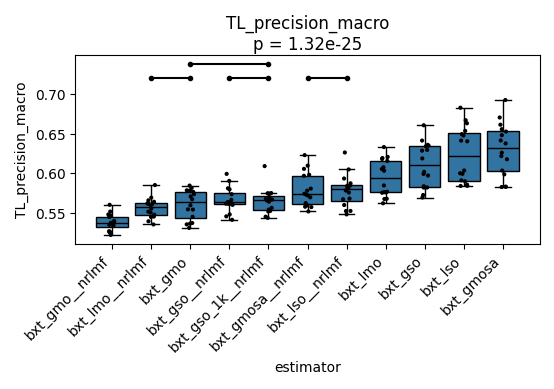 TL_precision_macro
p = 1.32e-25
TL_precision_macro
0.70
0.65
0.60
0.55
bxt_gmo__nrlmf
bxt_lmo__nrlmf
bxt_gmo
bxt_gso__nrlmf
bxt_gso_1k__nrlmf
bxt_gmosa__nrlmf
bxt_lso__nrlmf
bxt_lmo
bxt_gso
bxt_lso
bxt_gmosa
estimator